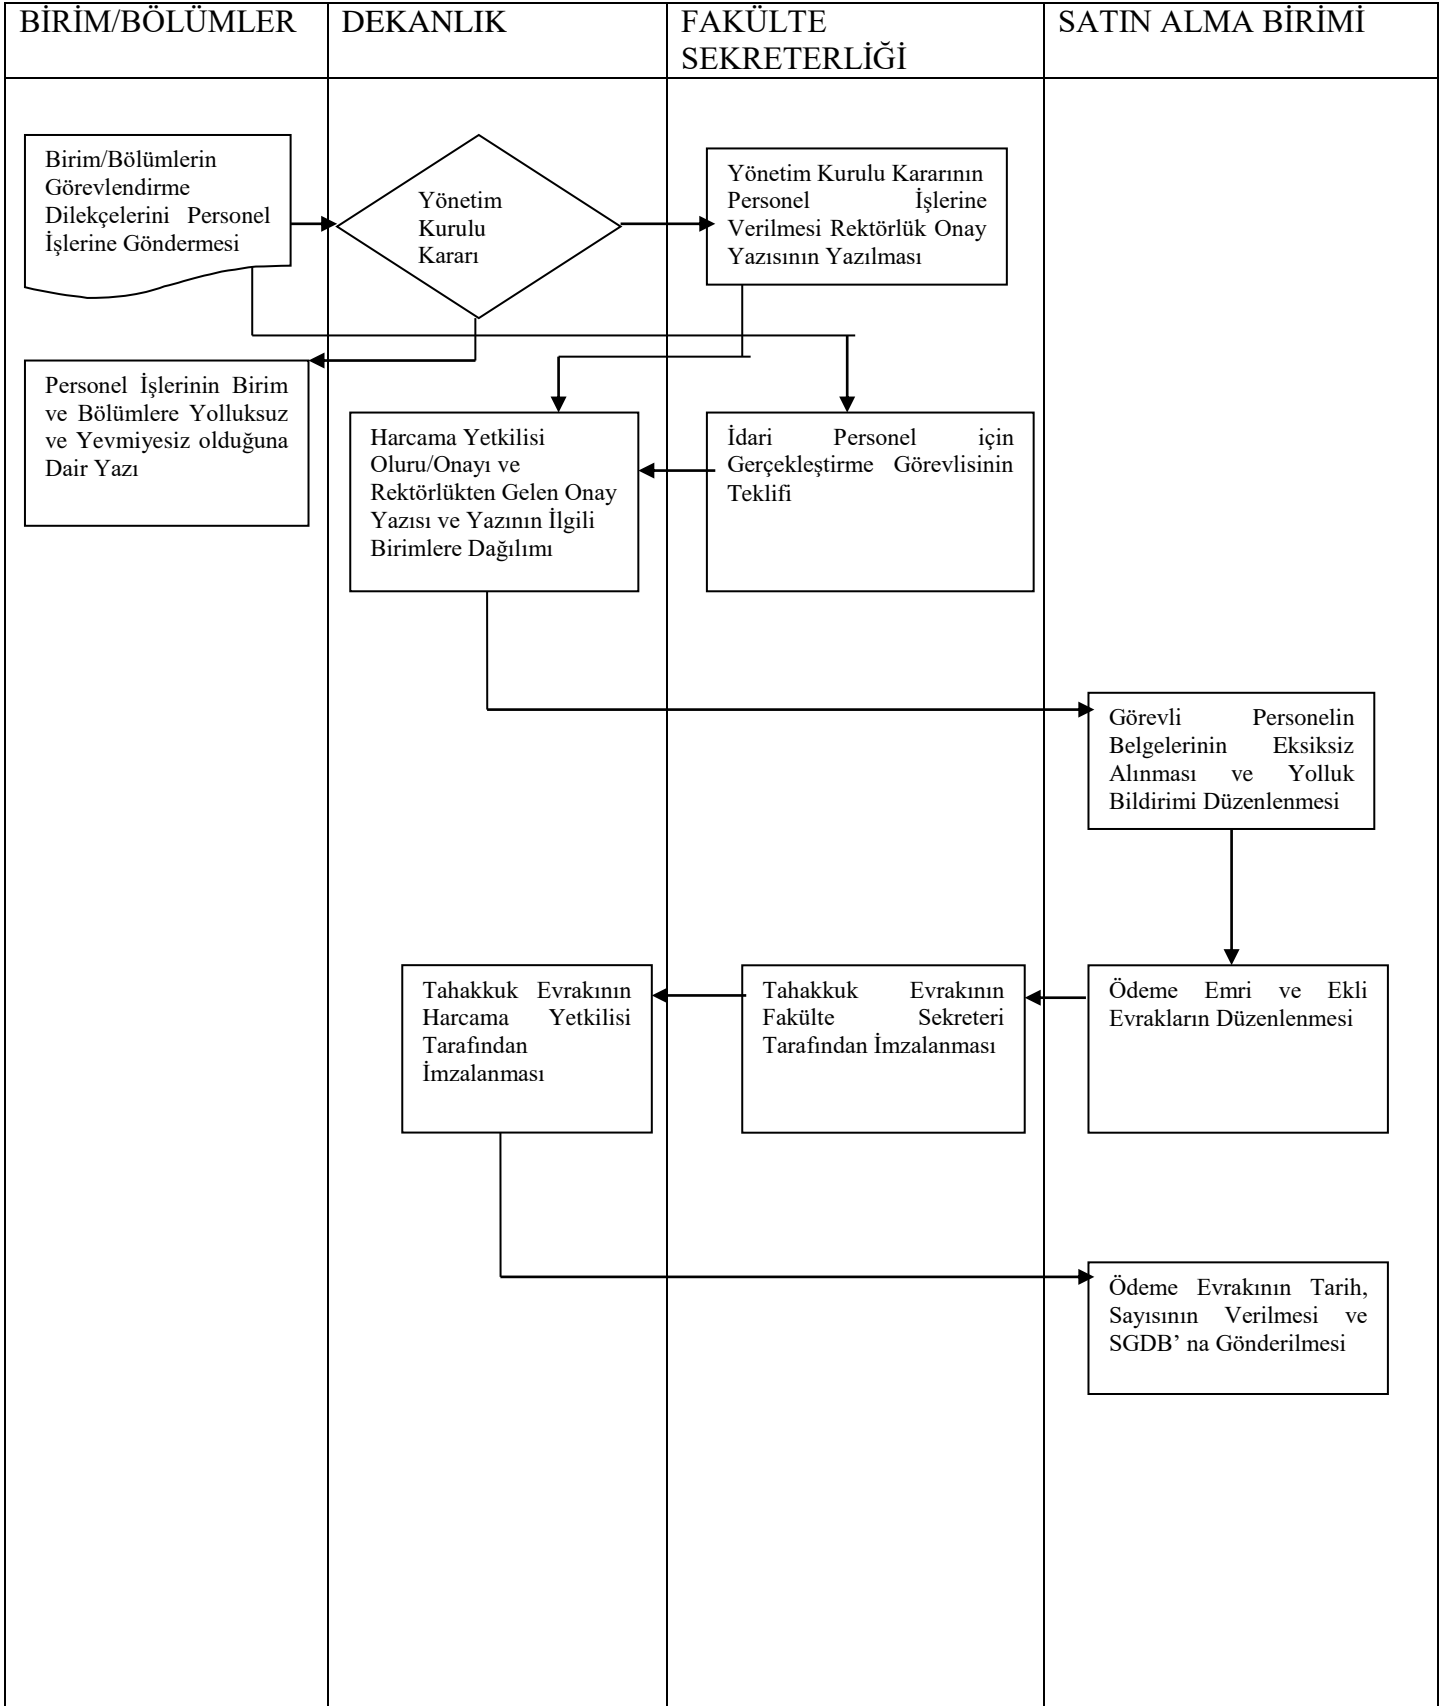 BİRİM/BÖLÜMLER
DEKANLIK
FAKÜLTE
SEKRETERLİĞİ
SATIN ALMA BİRİMİ
Birim/Bölümlerin
Görevlendirme
Dilekçelerini Personel
İşlerine Göndermesi
Yönetim
Kurulu
Kararı
Yönetim Kurulu Kararının
Personel İşlerine
Verilmesi Rektörlük Onay
Yazısının Yazılması
Personel İşlerinin Birim
ve Bölümlere Yolluksuz
ve Yevmiyesiz olduğuna
Dair Yazı
Harcama Yetkilisi
Oluru/Onayı ve
Rektörlükten Gelen Onay
Yazısı ve Yazının İlgili
Birimlere Dağılımı
İdari Personel için
Gerçekleştirme Görevlisinin
Teklifi
Görevli Personelin
Belgelerinin Eksiksiz
Alınması ve Yolluk
Bildirimi Düzenlenmesi
Tahakkuk Evrakının
Harcama Yetkilisi
Tarafından
İmzalanması
Tahakkuk Evrakının
Fakülte Sekreteri
Tarafından İmzalanması
Ödeme Emri ve Ekli
Evrakların Düzenlenmesi
Ödeme Evrakının Tarih,
Sayısının Verilmesi ve
SGDB’ na Gönderilmesi